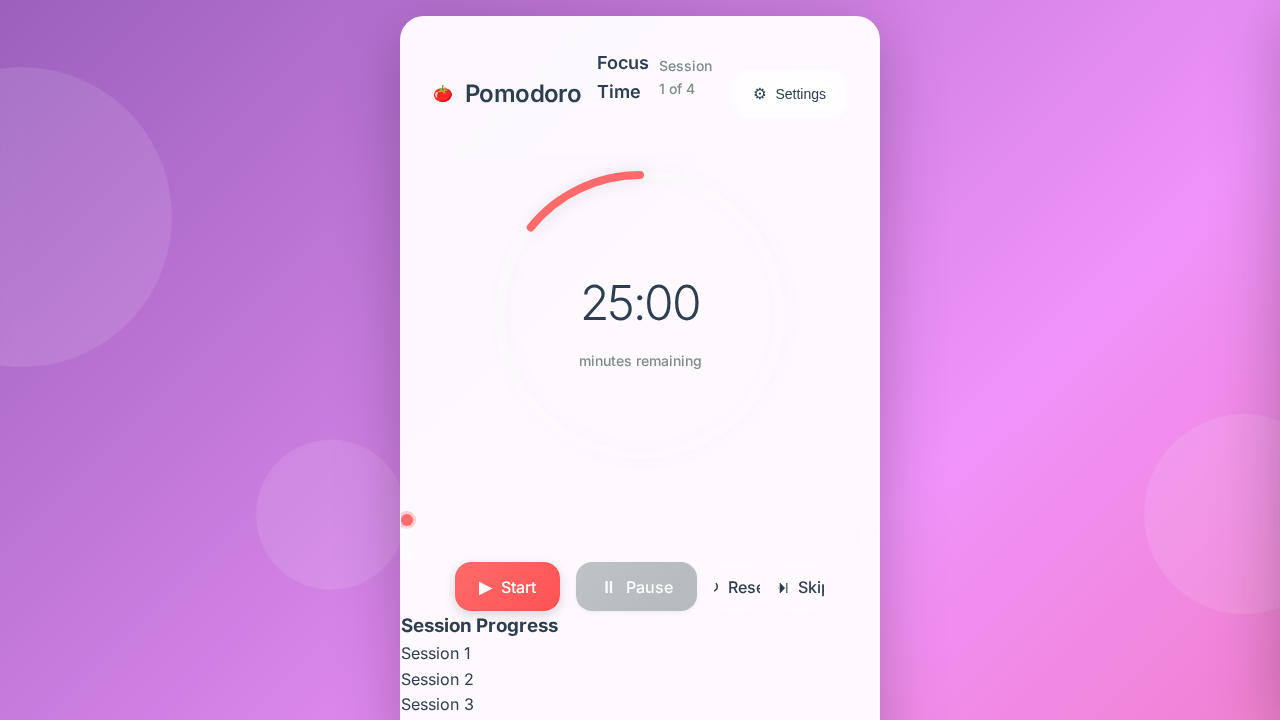 Pomodoro
Focus Time
Session 1 of 4
Settings
25:00
minutes remaining
Start
Pause
Rese
Skip
Session Progress
Session 1
Session 2
Session 3